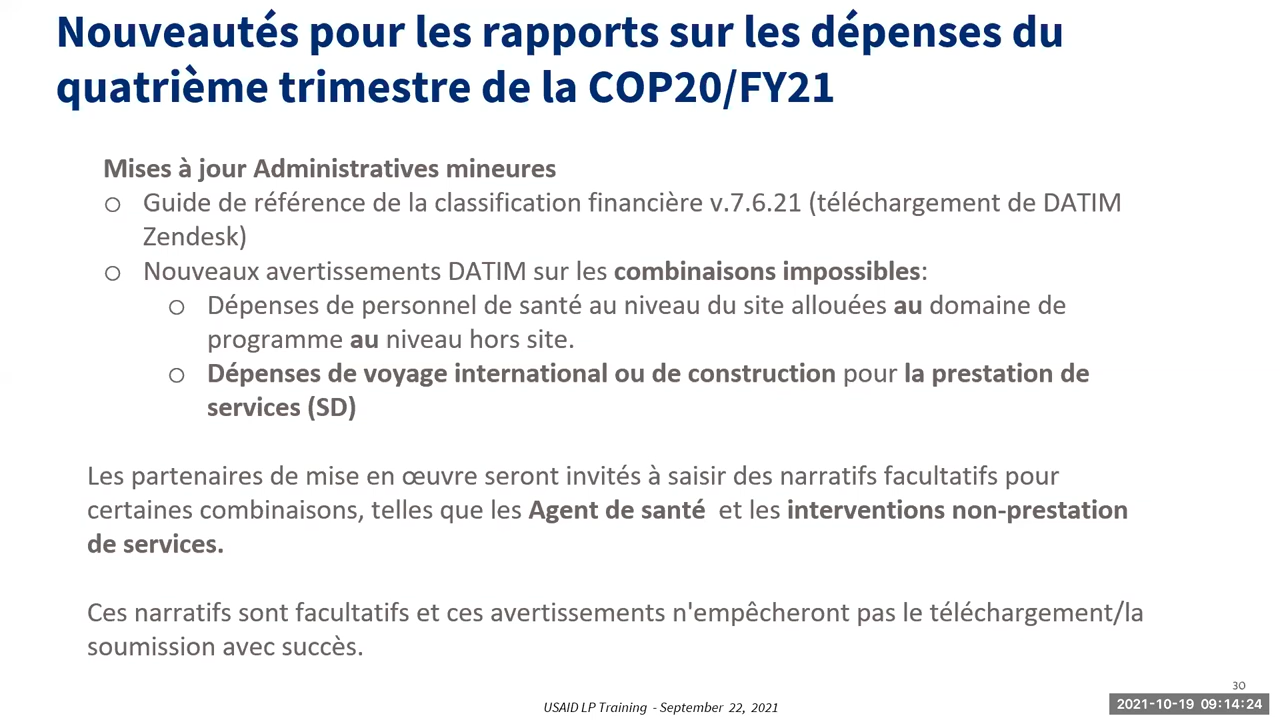 Nouveautés pour les rapports sur les dépenses du
quatrième trimestre de la COP20/FY21
Mises à jour Administratives mineures
o Guide de référence de la classification financière v.7.6.21 (téléchargement de DATIM
Zendesk)
o Nouveaux avertissements DATIM sur les combinaisons impossibles:
o Dépenses de personnel de santé au niveau du site allouées au domaine de
programme au niveau hors site.
o Dépenses de voyage international ou de construction pour la prestation de
services (SD)
Les partenaires de mise en œuvre seront invités à saisir des narratifs facultatifs pour
certaines combinaisons, telles que les Agent de santé et les interventions non-prestation
de services.
Ces narratifs sont facultatifs et ces avertissements n'empêcheront pas le téléchargement/la
soumission avec succès.
30
USAID LP Training - September 22, 2021
2021-10-19 09:14:24